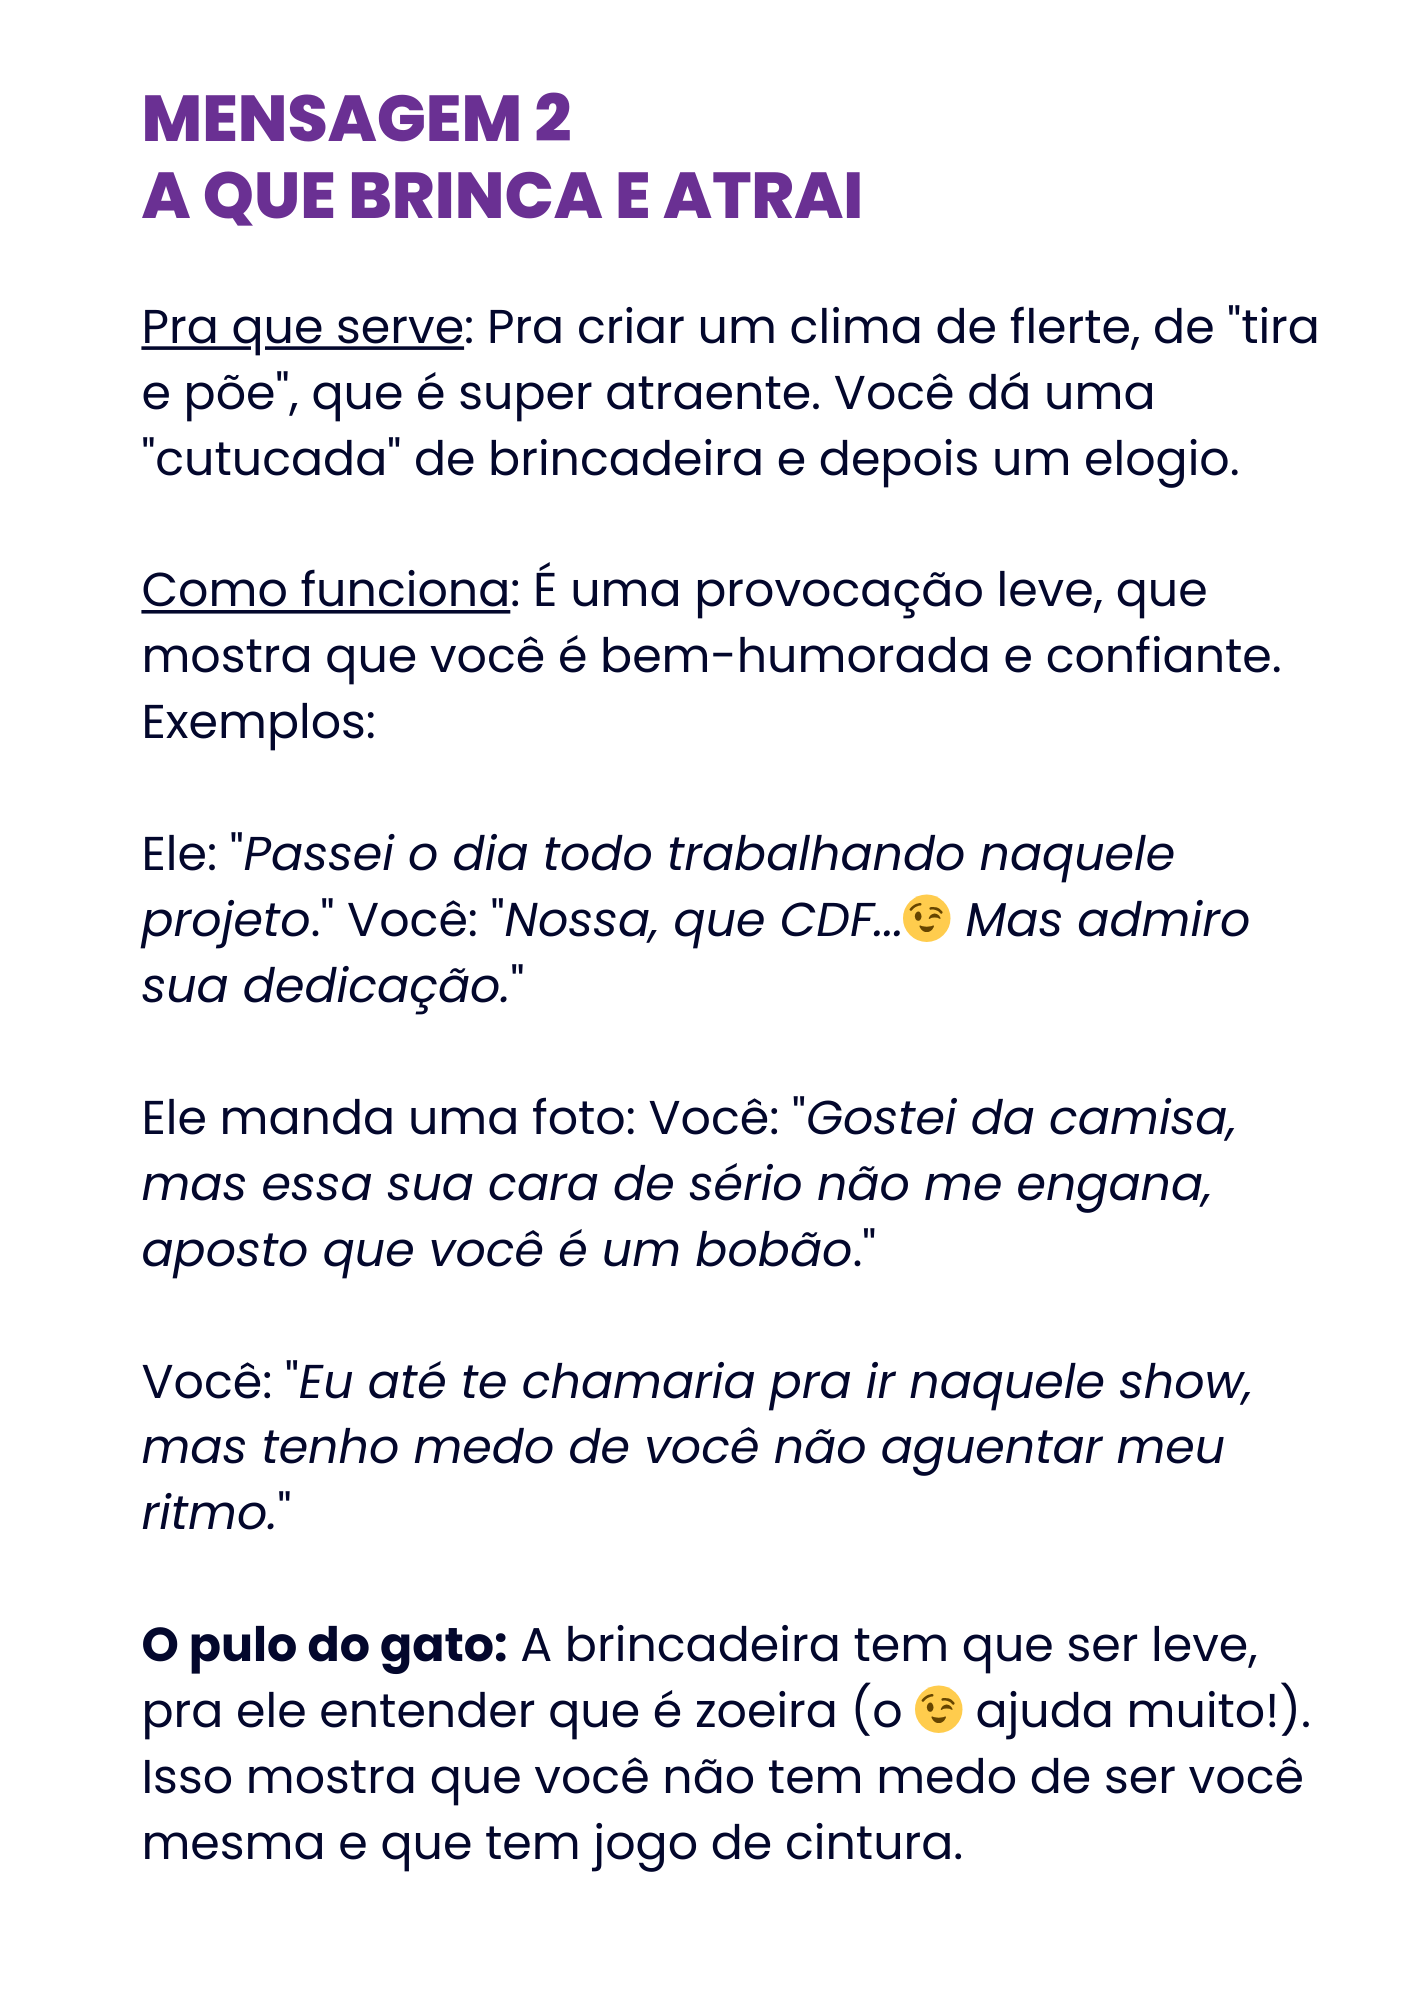 MENSAGEM 2
A QUE BRINCA E ATRAI
Pra que serve: Pra criar um clima de flerte, de "tira
e põe", que é super atraente. Você dá uma
"cutucada" de brincadeira e depois um elogio.
Como funciona: É uma provocação leve, que
mostra que você é bem-humorada e confiante.
Exemplos:
Ele: "Passei o dia todo trabalhando naquele
projeto." Você: "Nossa, que CDF...😉 Mas admiro
sua dedicação."
Ele manda uma foto: Você: "Gostei da camisa,
mas essa sua cara de sério não me engana,
aposto que você é um bobão."
Você: "Eu até te chamaria pra ir naquele show,
mas tenho medo de você não aguentar meu
ritmo."
O pulo do gato: A brincadeira tem que ser leve,
pra ele entender que é zoeira (o 😉 ajuda muito!).
Isso mostra que você não tem medo de ser você
mesma e que tem jogo de cintura.